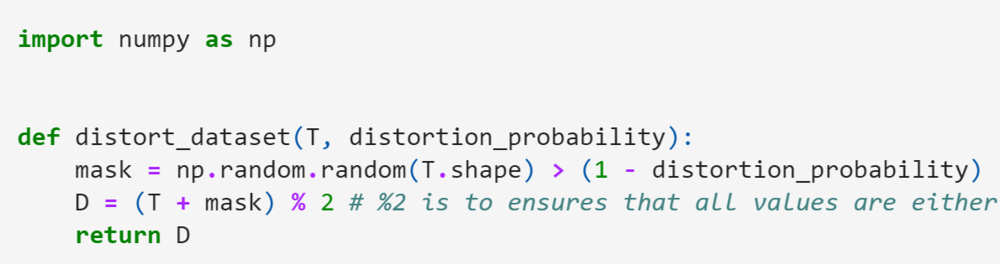 import numpy as np
def distort_dataset(T, distortion_probability):
    mask = np.random.random(T.shape) > (1 - distortion_probability)
    D = (T + mask) % 2 # %2 is to ensures that all values are either
    return D